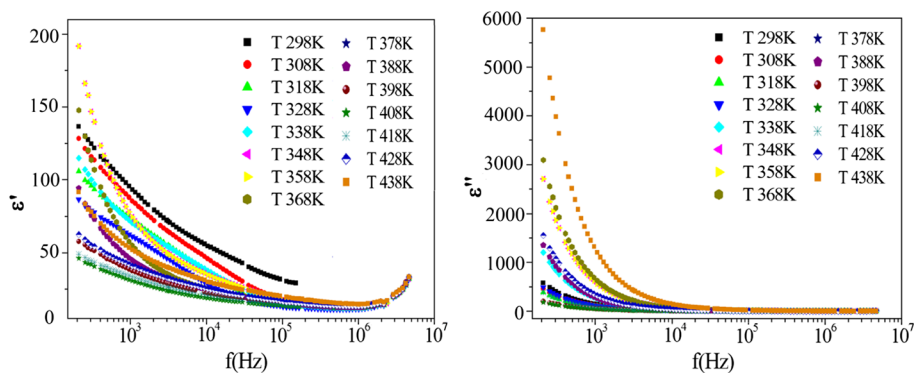 200
150
100
50
0
ε'
10³
10⁴
10⁵
10⁶
10⁷
f(Hz)
T 298K
T 308K
T 318K
T 328K
T 338K
T 348K
T 358K
T 368K
T 378K
T 388K
T 398K
T 408K
T 418K
T 428K
T 438K
6000
5000
4000
3000
2000
1000
0
ε"
10³
10⁴
10⁵
10⁶
10⁷
f(Hz)
T 298K
T 308K
T 318K
T 328K
T 338K
T 348K
T 358K
T 368K
T 378K
T 388K
T 398K
T 408K
T 418K
T 428K
T 438K